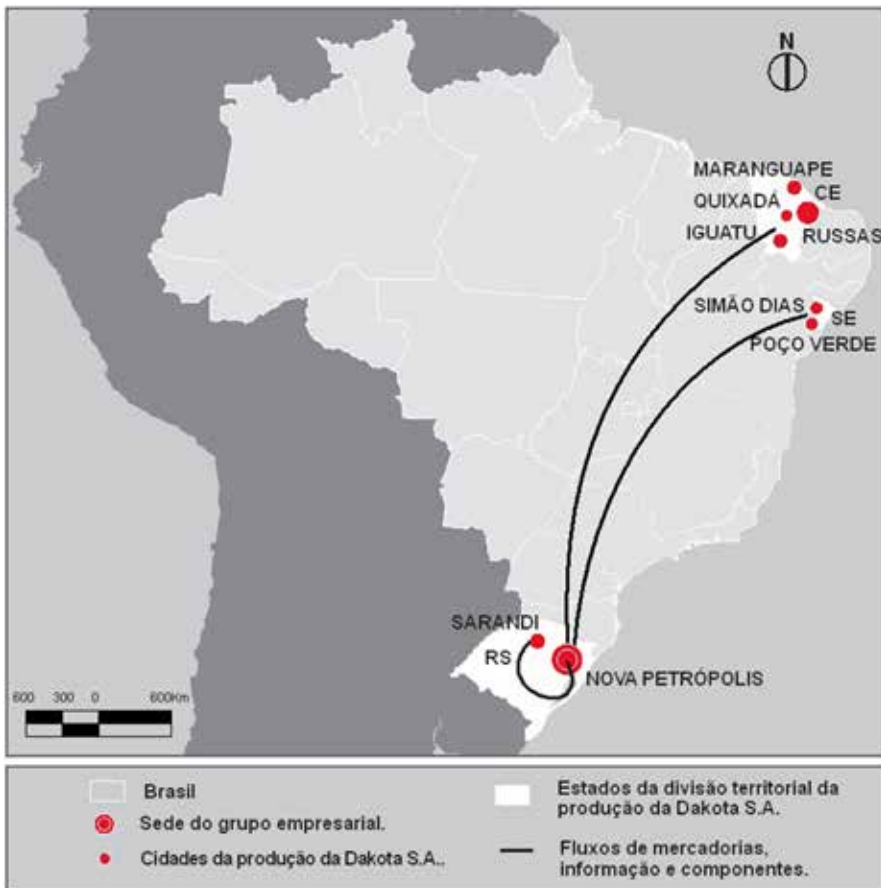 N
MARANGUAPE
CE
QUIXADÁ
IGUATU
RUSSAS
SIMÃO DIAS
SE
POÇO VERDE
SARANDI
RS
NOVA PETRÓPOLIS
600 300 0 600Km
Brasil
Sede do grupo empresarial.
Cidades da produção da Dakota S.A..
Estados da divisão territorial da
produção da Dakota S.A.
Fluxos de mercadorias,
informação e componentes.